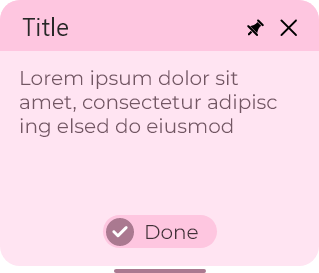 Title
Lorem ipsum dolor sit
amet, consectetur adipisc
ing elsed do eiusmod
Done